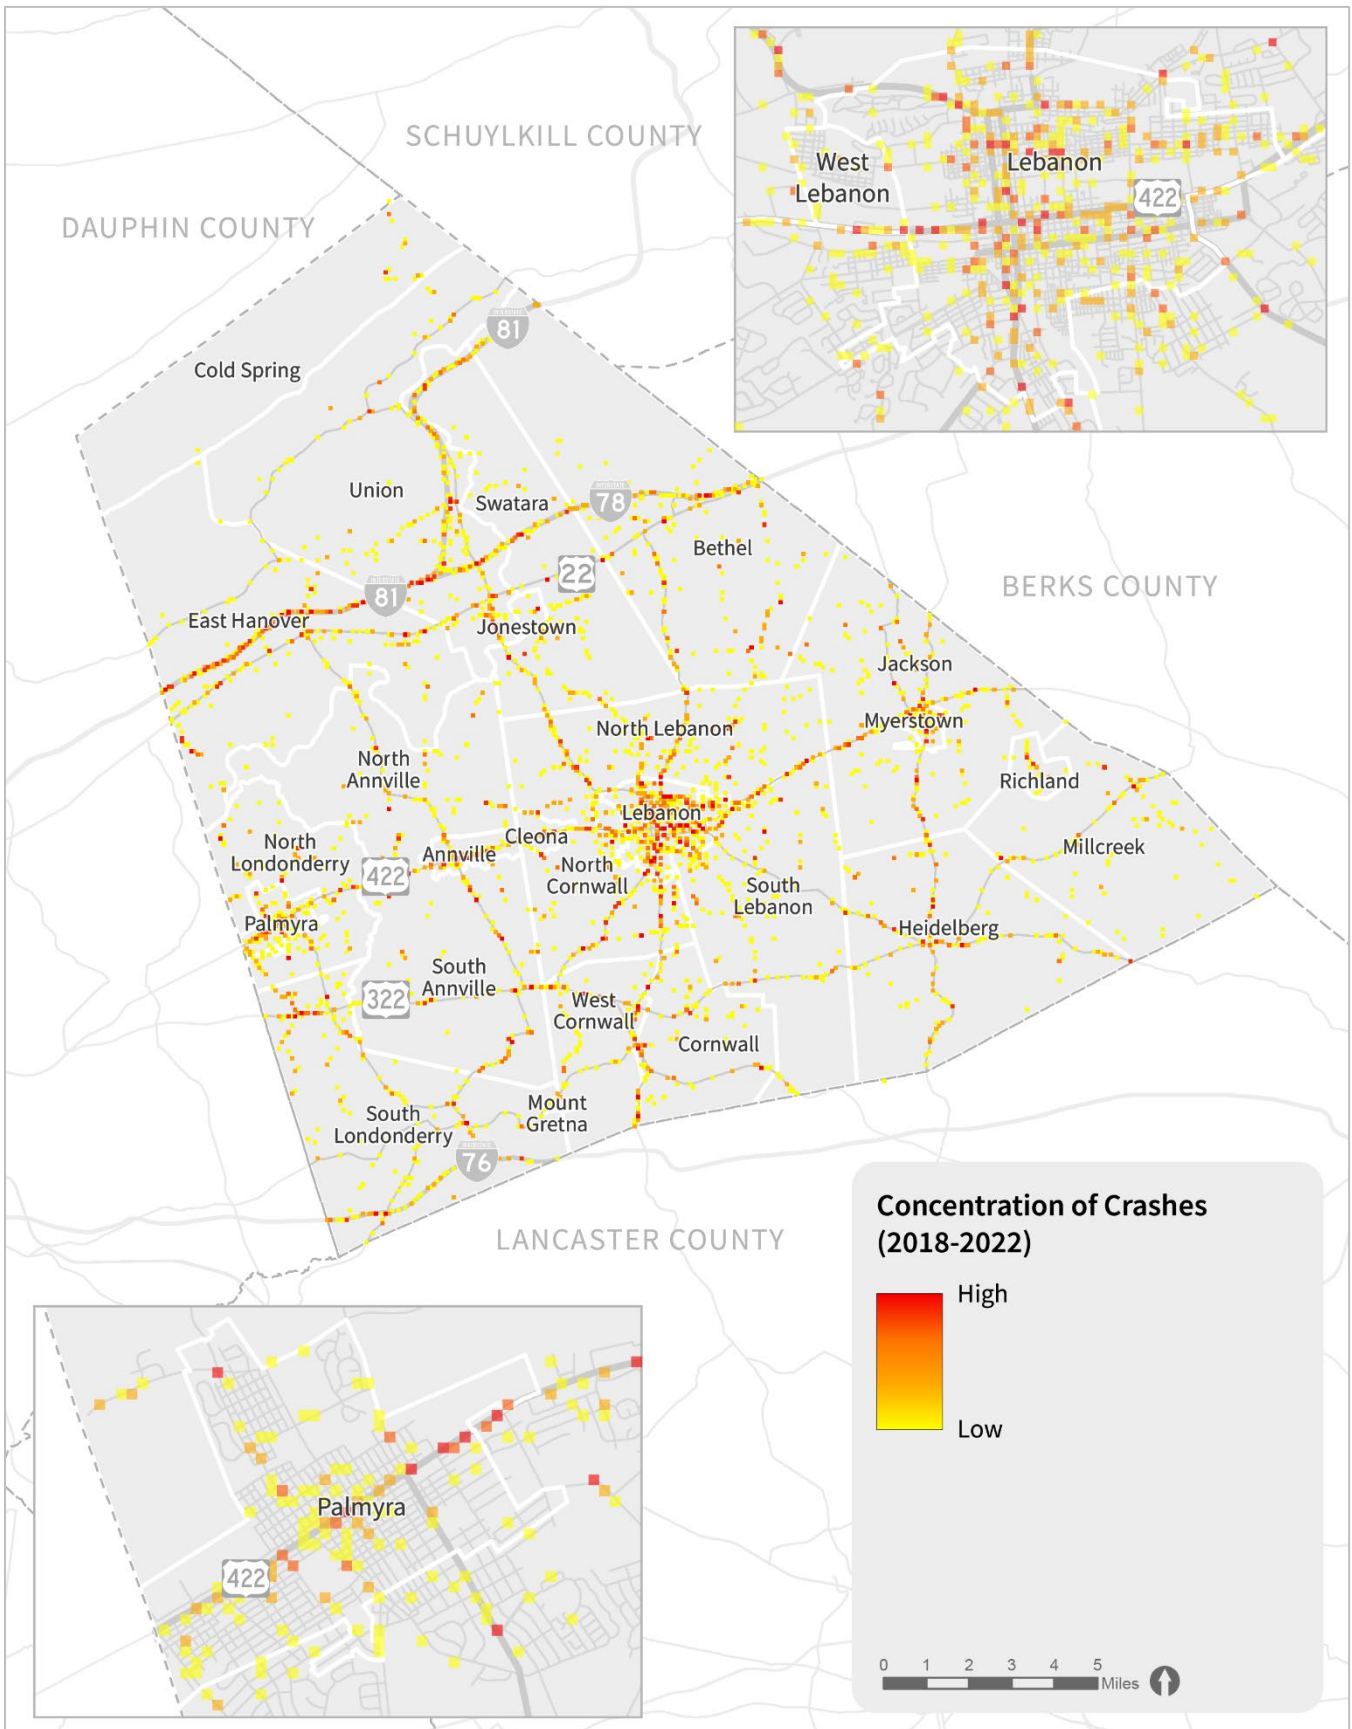 SCHUYLKILL COUNTY
DAUPHIN COUNTY
West
Lebanon
Lebanon
422
81
Cold Spring
Union
Swatara
78
Bethel
22
BERKS COUNTY
81
East Hanover
Jonestown
Jackson
Myerstown
North Lebanon
North
Annville
Richland
Lebanon
Cleona
North
Londonderry
Annville
Millcreek
422
North
Cornwall
South
Lebanon
Palmyra
Heidelberg
South
Annville
322
West
Cornwall
Cornwall
Mount
Gretna
South
Londonderry
76
LANCASTER COUNTY
Concentration of Crashes
(2018-2022)
High
Low
Palmyra
422
0 1 2 3 4 5
Miles